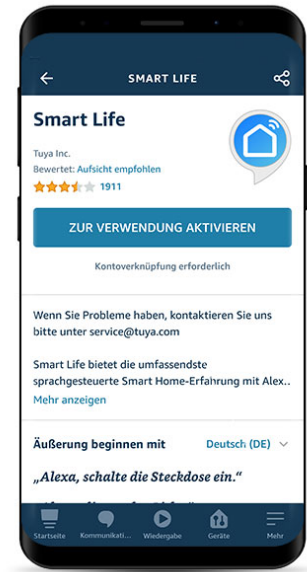 SMART LIFE
Smart Life
Tuya Inc.
Bewertet: Aufsicht empfohlen
1911
ZUR VERWENDUNG AKTIVIEREN
Kontoverknüpfung erforderlich
Wenn Sie Probleme haben, kontaktieren Sie uns
bitte unter service@tuya.com
Smart Life bietet die umfassendste
sprachgesteuerte Smart Home-Erfahrung mit Alex..
Mehr anzeigen
Äußerung beginnen mit
Deutsch (DE)
„Alexa, schalte die Steckdose ein.“
Startseite
Kommunikati...
Wiedergabe
Geräte
Mehr